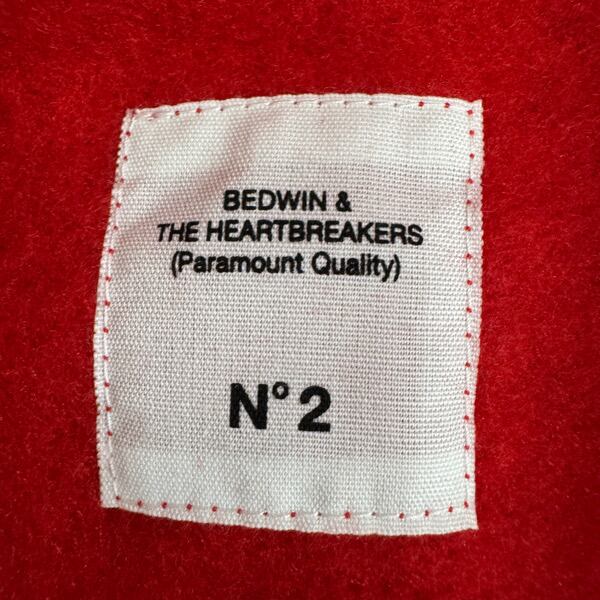 BEDWIN &
THE HEARTBREAKERS
(Paramount Quality)
N° 2